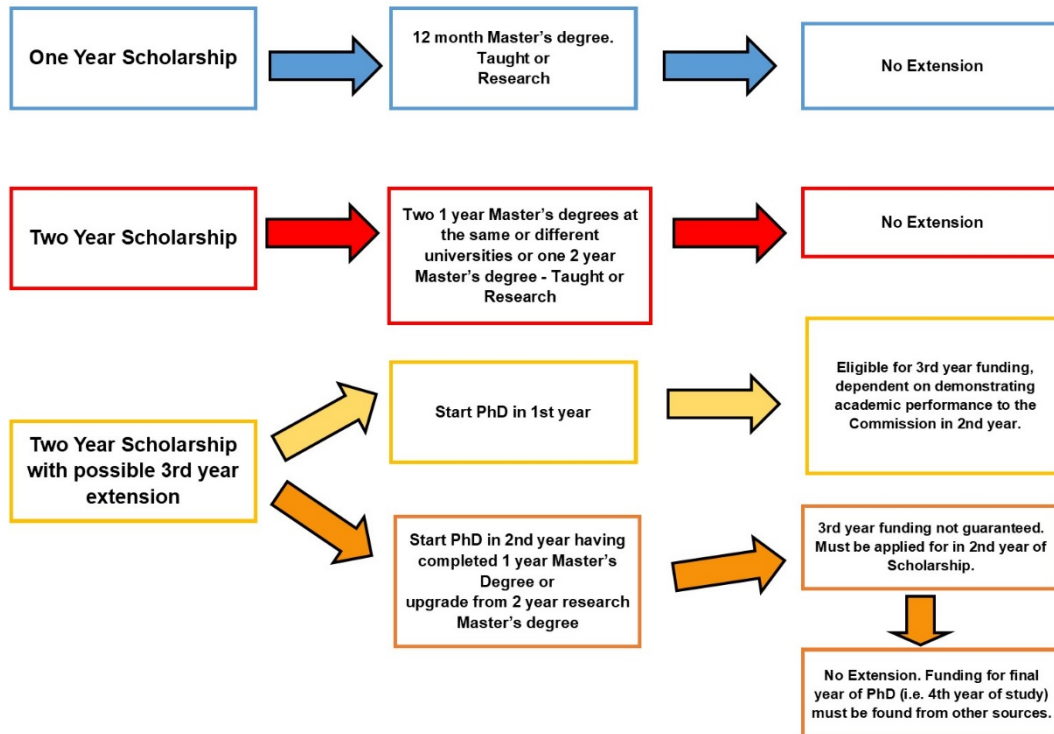 One Year Scholarship
12 month Master's degree.
Taught or
Research
No Extension
Two Year Scholarship
Two 1 year Master's degrees at
the same or different
universities or one 2 year
Master's degree - Taught or
Research
No Extension
Two Year Scholarship
with possible 3rd year
extension
Start PhD in 1st year
Eligible for 3rd year funding,
dependent on demonstrating
academic performance to the
Commission in 2nd year.
Start PhD in 2nd year having
completed 1 year Master's
Degree or
upgrade from 2 year research
Master's degree
3rd year funding not guaranteed.
Must be applied for in 2nd year of
Scholarship.
No Extension. Funding for final
year of PhD (i.e. 4th year of study)
must be found from other sources.